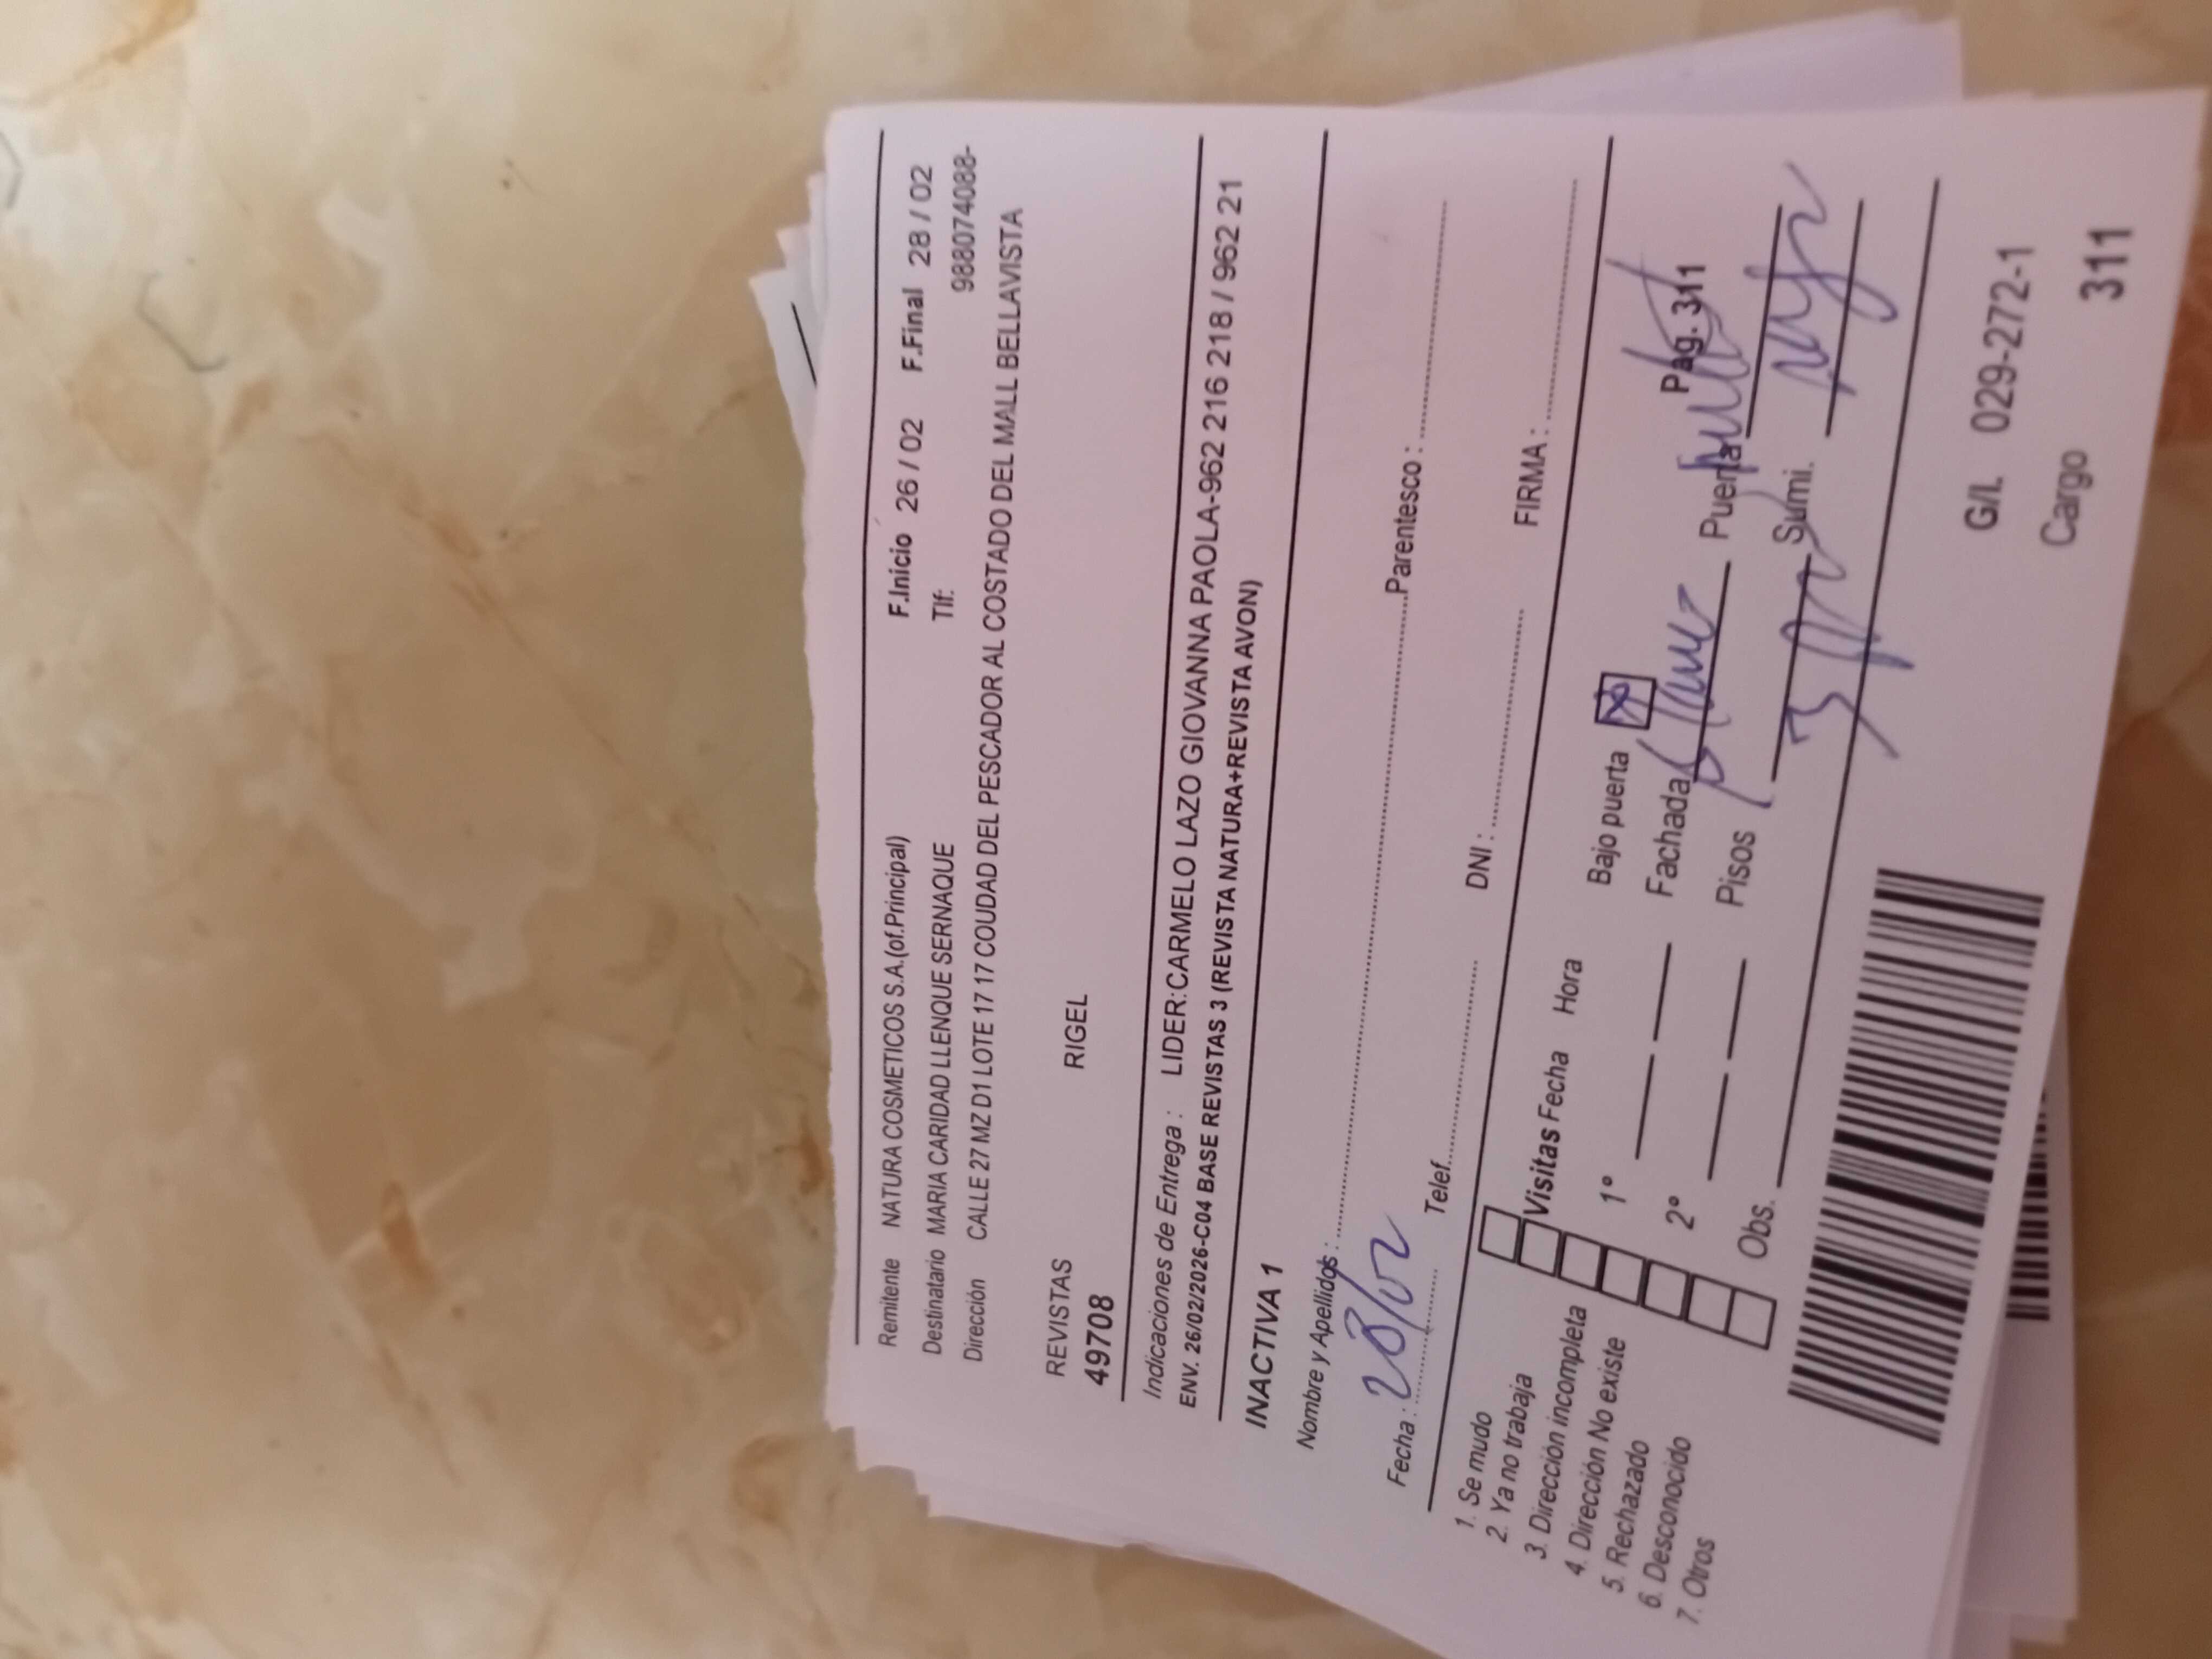 Remitente NATURA COSMETICOS S.A.(of.Principal) F.Inicio 26 / 02 F.Final 28 / 02
Destinatario MARIA CARIDAD LLENQUE SERNAQUE Tlf: 988074088-
Dirección CALLE 27 MZ D1 LOTE 17 17 COUDAD DEL PESCADOR AL COSTADO DEL MALL BELLAVISTA
REVISTAS RIGEL
49708
Indicaciones de Entrega : LIDER:CARMELO LAZO GIOVANNA PAOLA-962 216 218 / 962 21
ENV. 26/02/2026-C04 BASE REVISTAS 3 (REVISTA NATURA+REVISTA AVON)
INACTIVA 1
Nombre y Apellidos : Parentesco :
Fecha : 28/02 Telef. DNI : FIRMA :
1. Se mudo
2. Ya no trabaja
3. Dirección incompleta
4. Dirección No existe
5. Rechazado
6. Desconocido
7. Otros
Visitas Fecha Hora Bajo puerta
1° Fachada Puerta Pag. 311
2° Pisos 3 Sumi.
Obs.
G/L 029-272-1
Cargo 311